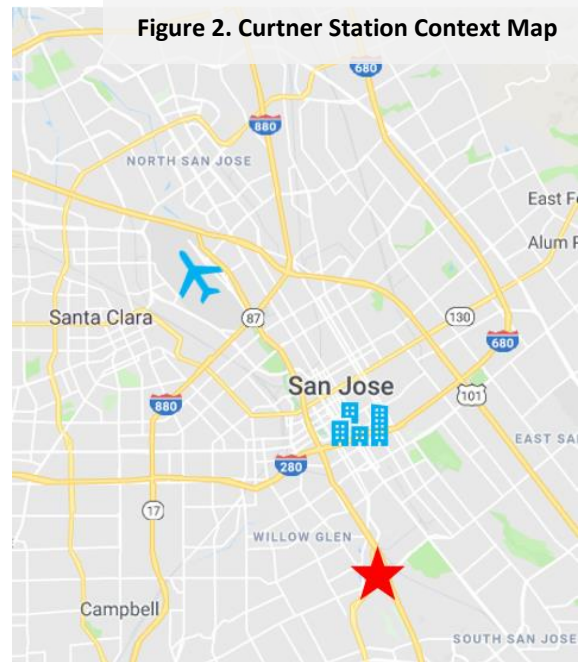 Figure 2. Curtner Station Context Map
680
880
NORTH SAN JOSE
East F
Alum R
Santa Clara
87
130
680
San Jose
880
101
EAST SA
280
17
WILLOW GLEN
Campbell
SOUTH SAN JOSE